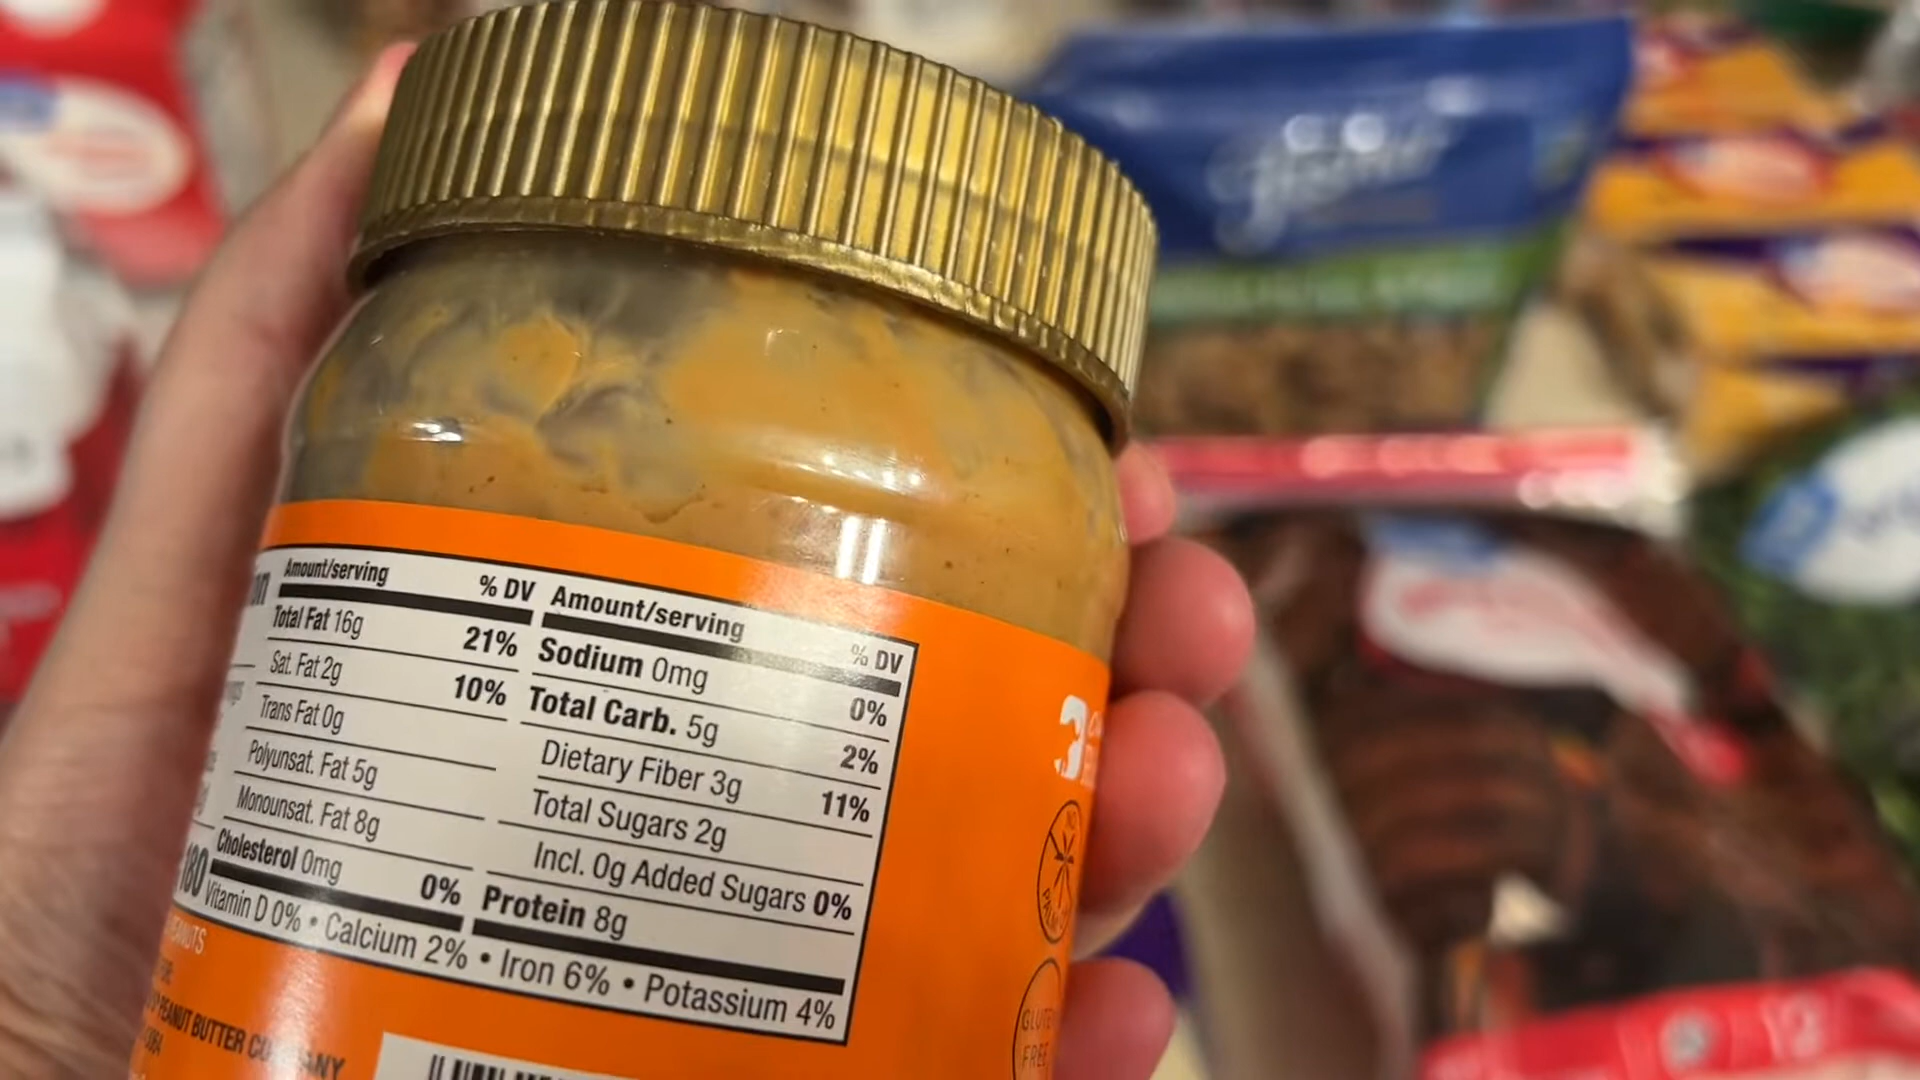 Amount/serving % DV
Total Fat 16g 21%
Sat. Fat 2g 10%
Trans Fat 0g
Polyunsat. Fat 5g
Monounsat. Fat 8g
Cholesterol 0mg 0%
Amount/serving % DV
Sodium 0mg 0%
Total Carb. 5g 2%
Dietary Fiber 3g 11%
Total Sugars 2g
Incl. 0g Added Sugars 0%
Protein 8g
180
Vitamin D 0% • Calcium 2% • Iron 6% • Potassium 4%
PEANUT BUTTER COMPANY
NO
PALM
GLUTEN
FREE